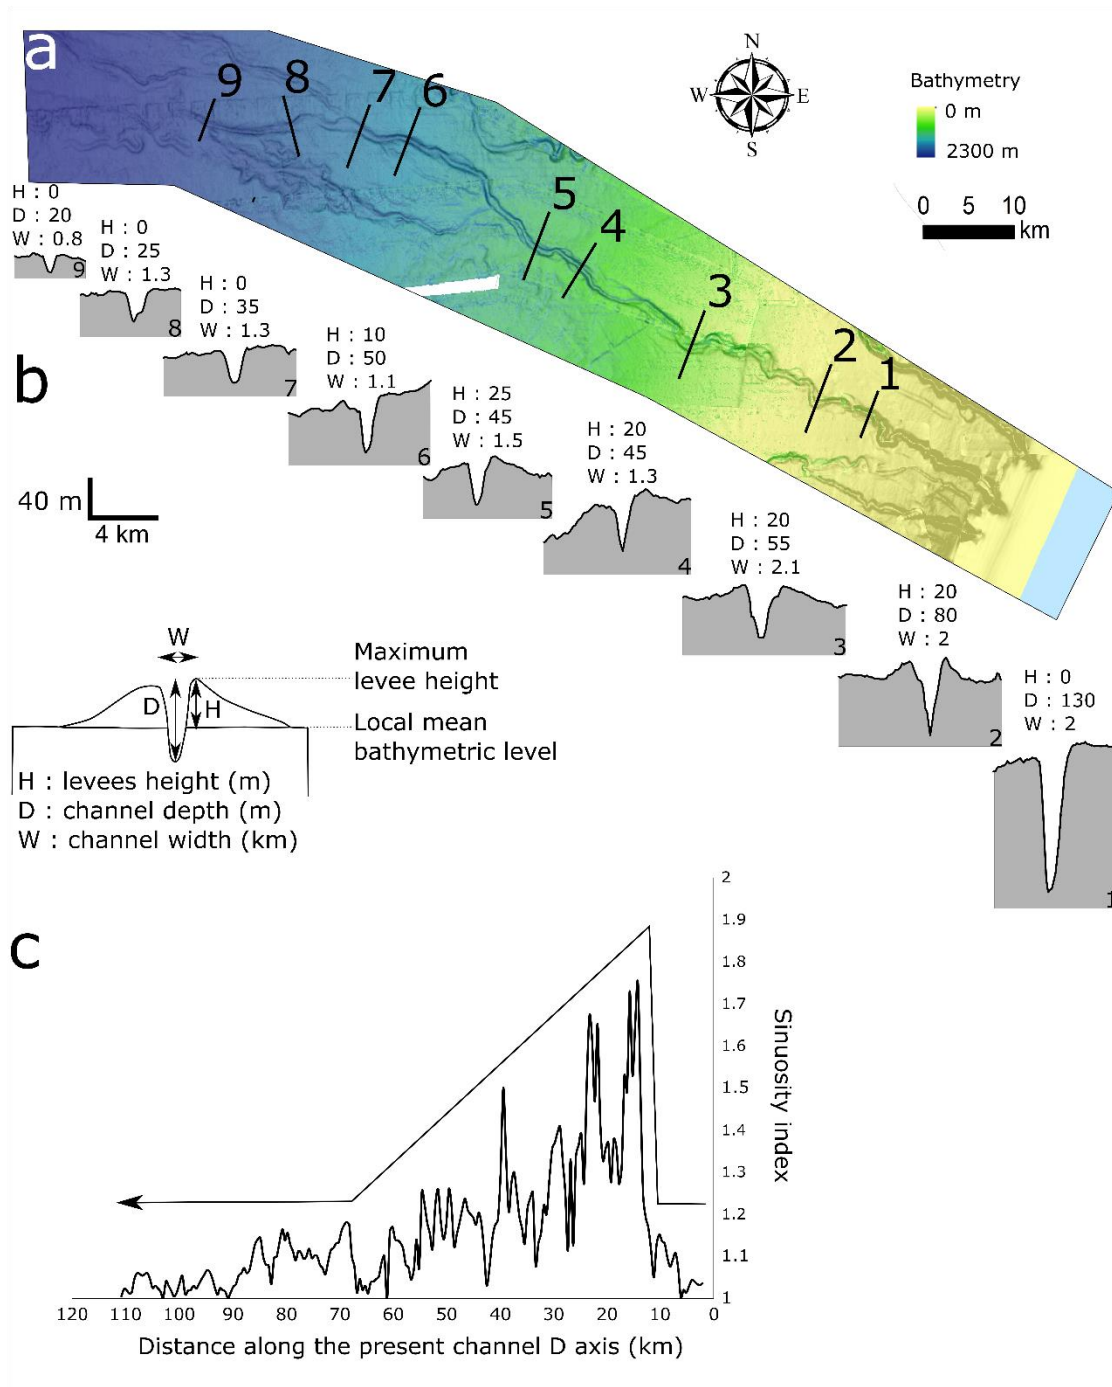 a
9
8
7
6
5
4
3
2
1
N
W
E
S
Bathymetry
0 m
2300 m
0 5 10
km
b
H : 0
D : 20
W : 0.8
9
H : 0
D : 25
W : 1.3
8
H : 0
D : 35
W : 1.3
7
H : 10
D : 50
W : 1.1
6
H : 25
D : 45
W : 1.5
5
H : 20
D : 45
W : 1.3
4
H : 20
D : 55
W : 2.1
3
H : 20
D : 80
W : 2
2
H : 0
D : 130
W : 2
1
40 m
4 km
W
D
H
Maximum
levee height
Local mean
bathymetric level
H : levees height (m)
D : channel depth (m)
W : channel width (km)
c
2
1.9
1.8
1.7
1.6
1.5
1.4
1.3
1.2
1.1
1
Sinuosity index
120 110 100 90 80 70 60 50 40 30 20 10 0
Distance along the present channel D axis (km)